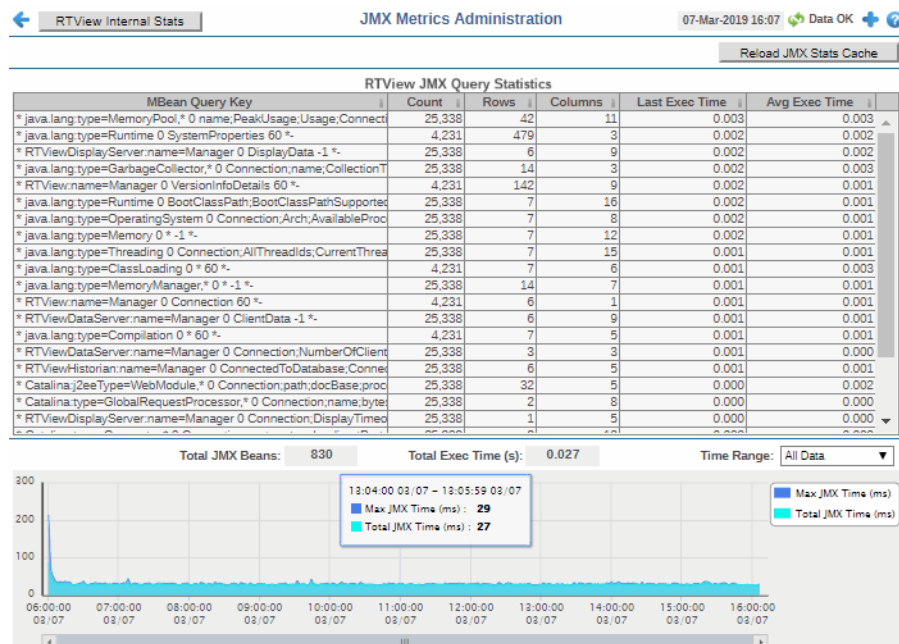 RTView Internal Stats JMX Metrics Administration 07-Mar-2019 16:07 Data OK
Reload JMX Stats Cache
RTView JMX Query Statistics
MBean Query Key Count Rows Columns Last Exec Time Avg Exec Time
* java.lang:type=MemoryPool,* 0 name;PeakUsage;Usage;Connecti 25,338 42 11 0.003 0.003
* java.lang:type=Runtime 0 SystemProperties 60 *- 4,231 479 3 0.002 0.002
* RTViewDisplayServer:name=Manager 0 DisplayData -1 *- 25,338 6 9 0.002 0.002
* java.lang:type=GarbageCollector,* 0 Connection;name;CollectionT 25,338 14 3 0.002 0.003
* RTView:name=Manager 0 VersionInfoDetails 60 *- 4,231 142 9 0.002 0.001
* java.lang:type=Runtime 0 BootClassPath;BootClassPathSupported 25,338 7 16 0.002 0.001
* java.lang:type=OperatingSystem 0 Connection;Arch;AvailableProc 25,338 7 8 0.002 0.001
* java.lang:type=Memory 0 * -1 *- 25,338 7 12 0.002 0.001
* java.lang:type=Threading 0 Connection;AllThreadIds;CurrentThrea 25,338 7 15 0.001 0.001
* java.lang:type=ClassLoading 0 * 60 *- 4,231 7 6 0.001 0.003
* java.lang:type=MemoryManager,* 0 * -1 *- 25,338 14 7 0.001 0.001
* RTView:name=Manager 0 Connection 60 *- 4,231 6 1 0.001 0.001
* RTViewDataServer:name=Manager 0 ClientData -1 *- 25,338 6 9 0.001 0.001
* java.lang:type=Compilation 0 * 60 *- 4,231 7 5 0.001 0.001
* RTViewDataServer:name=Manager 0 Connection;NumberOfClient 25,338 3 3 0.001 0.000
* RTViewHistorian:name=Manager 0 ConnectedToDatabase;Connec 25,338 6 5 0.001 0.001
* Catalina:j2eeType=WebModule,* 0 Connection;path;docBase;proc 25,338 32 5 0.000 0.002
* Catalina:type=GlobalRequestProcessor,* 0 Connection;name;byte: 25,338 2 8 0.000 0.000
* RTViewDisplayServer:name=Manager 0 Connection;DisplayTimeo 25,338 1 5 0.000 0.000
Total JMX Beans: 830 Total Exec Time (s): 0.027 Time Range: All Data
300
200
100
0
13:04:00 03/07 – 13:05:59 03/07
Max JMX Time (ms) : 29
Total JMX Time (ms) : 27
Max JMX Time (ms)
Total JMX Time (ms)
06:00:00 07:00:00 08:00:00 09:00:00 10:00:00 11:00:00 12:00:00 13:00:00 14:00:00 15:00:00 16:00:00
03/07 03/07 03/07 03/07 03/07 03/07 03/07 03/07 03/07 03/07 03/07